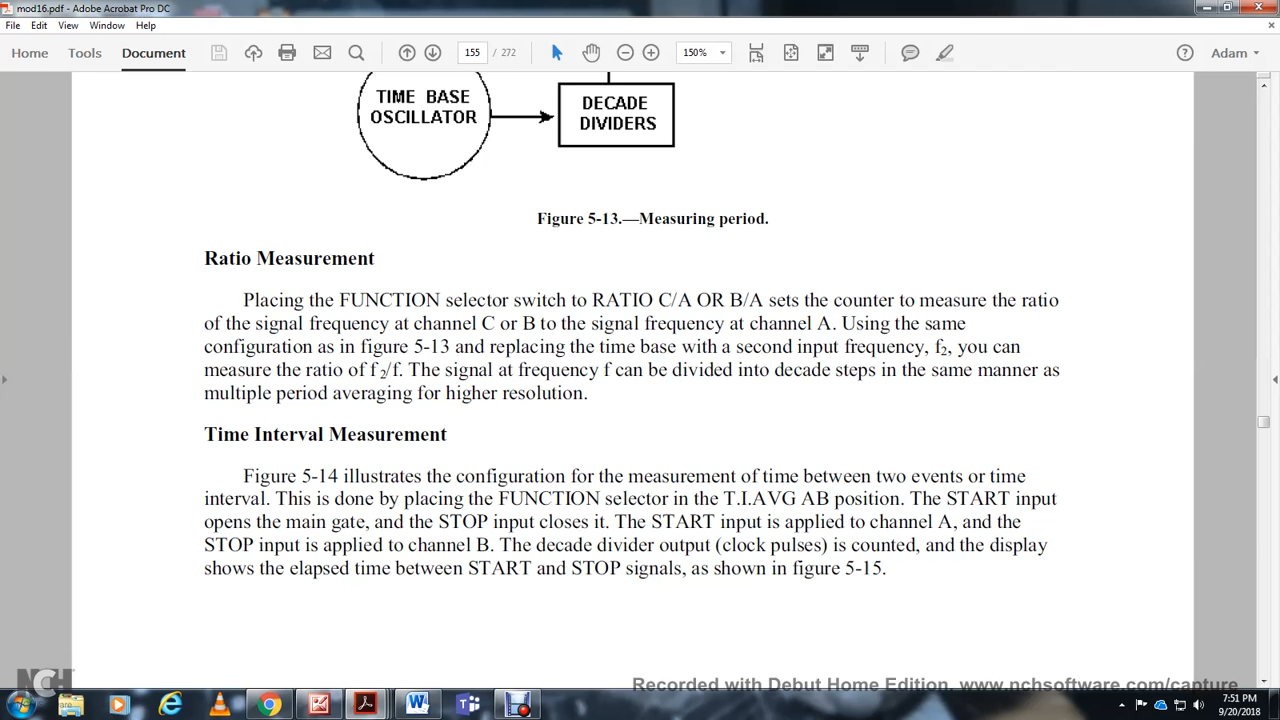 mod16.pdf - Adobe Acrobat Pro DC
File Edit View Window Help
Home Tools Document 155 / 272 150% Adam
TIME BASE
OSCILLATOR
DECADE
DIVIDERS
Figure 5-13.—Measuring period.
Ratio Measurement
Placing the FUNCTION selector switch to RATIO C/A OR B/A sets the counter to measure the ratio
of the signal frequency at channel C or B to the signal frequency at channel A. Using the same
configuration as in figure 5-13 and replacing the time base with a second input frequency, f₂, you can
measure the ratio of f ₂/f. The signal at frequency f can be divided into decade steps in the same manner as
multiple period averaging for higher resolution.
Time Interval Measurement
Figure 5-14 illustrates the configuration for the measurement of time between two events or time
interval. This is done by placing the FUNCTION selector in the T.I.AVG AB position. The START input
opens the main gate, and the STOP input closes it. The START input is applied to channel A, and the
STOP input is applied to channel B. The decade divider output (clock pulses) is counted, and the display
shows the elapsed time between START and STOP signals, as shown in figure 5-15.
NCH
Recorded with Debut Home Edition. www.nchsoftware.com/capture
7:51 PM
9/20/2018